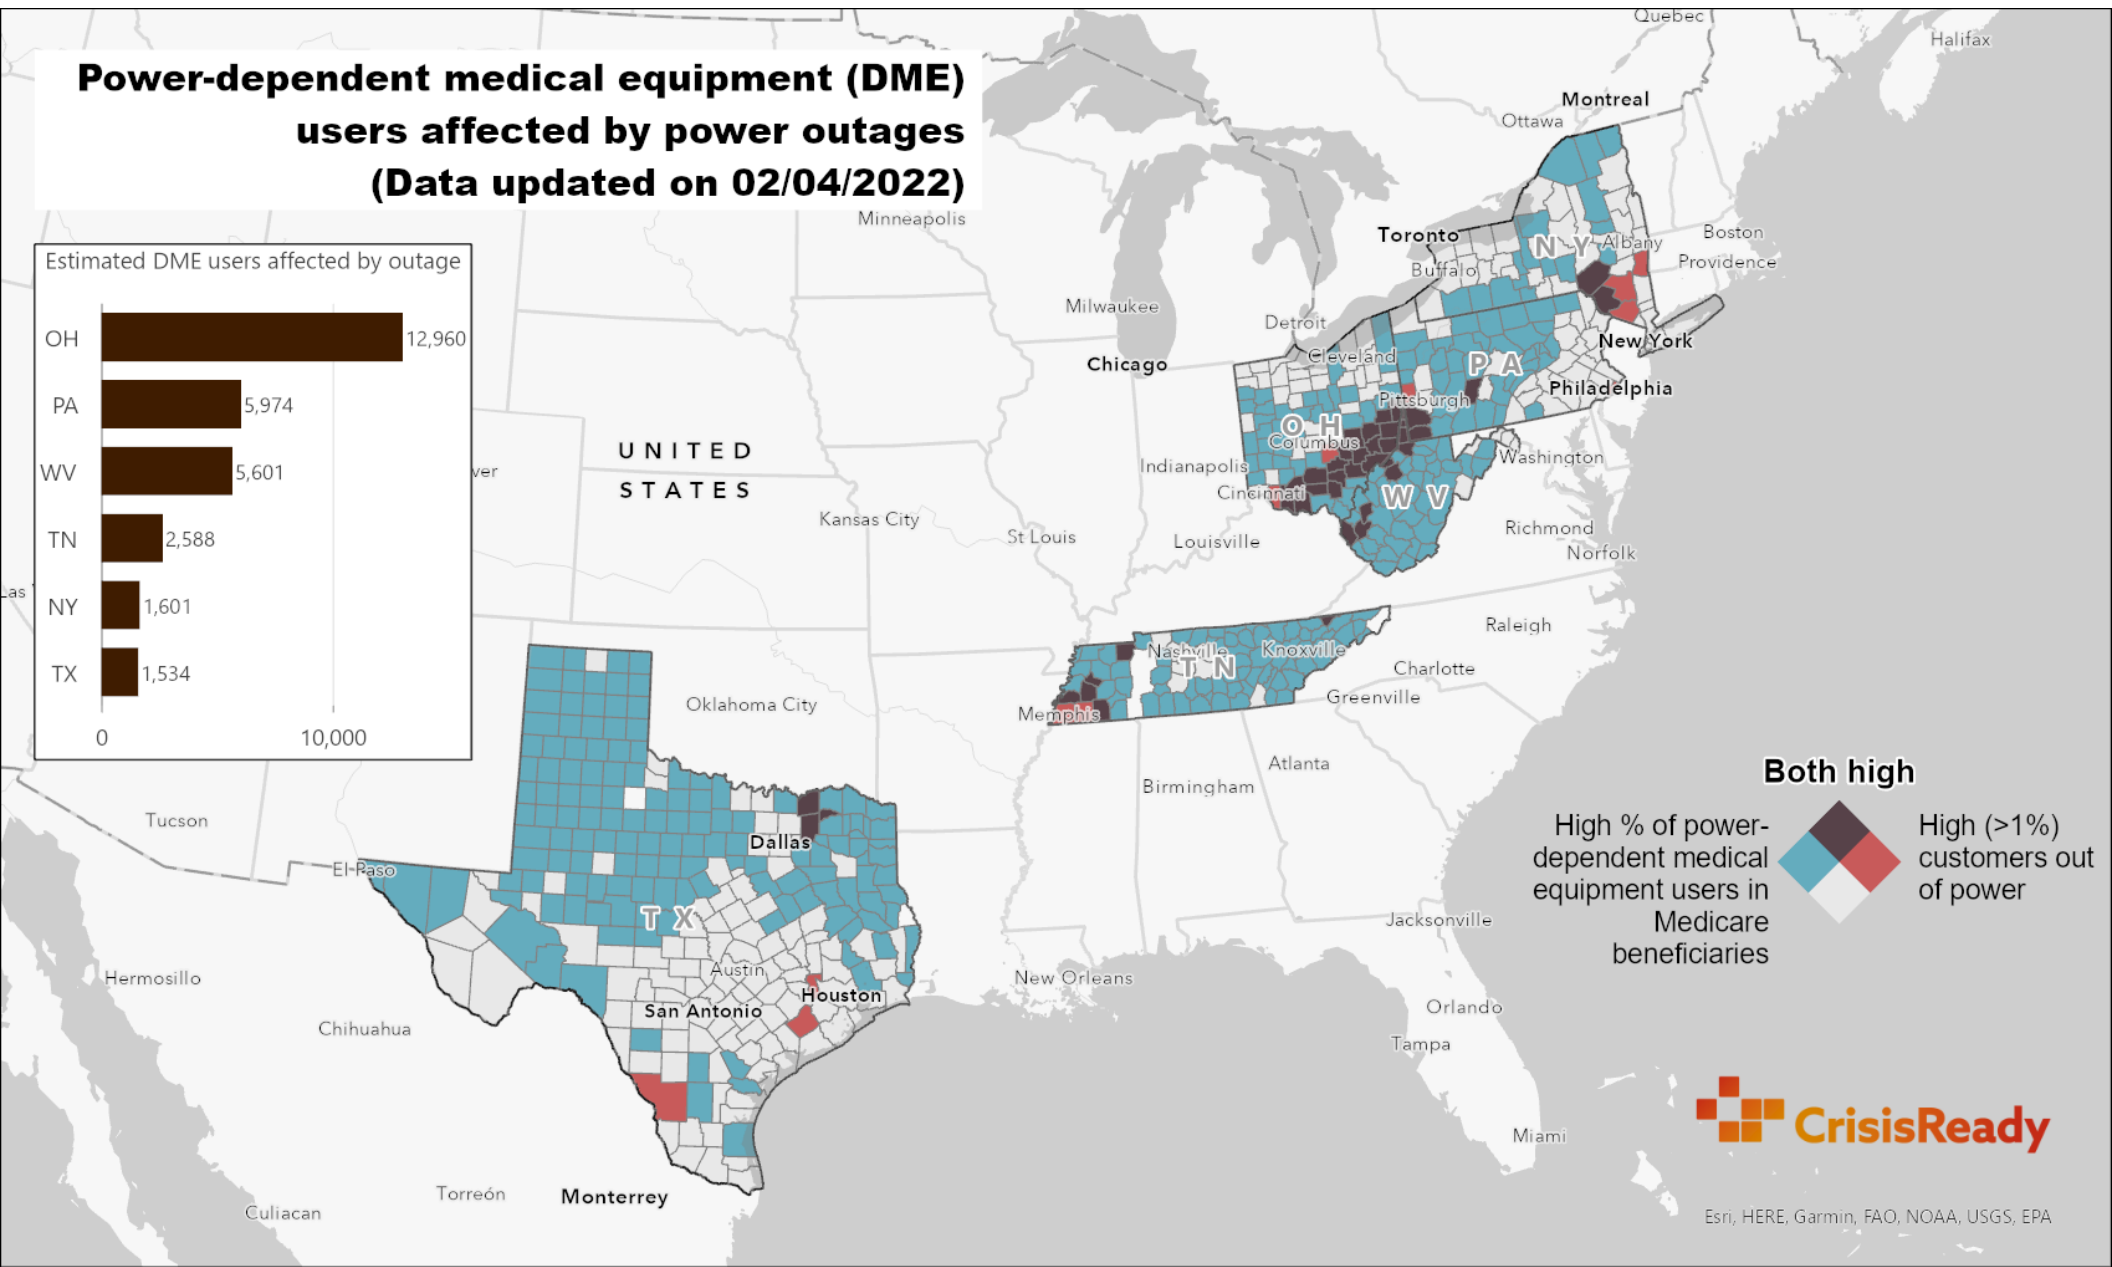 Power-dependent medical equipment (DME)
users affected by power outages
(Data updated on 02/04/2022)
Estimated DME users affected by outage
OH 12,960
PA 5,974
WV 5,601
TN 2,588
NY 1,601
TX 1,534
0 10,000
Quebec
Halifax
Montreal
Ottawa
Minneapolis
Toronto
N Y
Albany
Boston
Buffalo
Providence
Milwaukee
Detroit
New York
Chicago
Cleveland
P A
Philadelphia
Pittsburgh
O H
Columbus
UNITED
STATES
ver
Indianapolis
Washington
Cincinnati
W V
Kansas City
St Louis
Louisville
Richmond
Norfolk
Las
Raleigh
Nashville
Knoxville
T N
Charlotte
Greenville
Oklahoma City
Memphis
Atlanta
Birmingham
Tucson
Dallas
El Paso
T X
Jacksonville
Austin
Hermosillo
New Orleans
Houston
San Antonio
Orlando
Chihuahua
Tampa
Miami
Torreón
Monterrey
Culiacan
Both high
High % of power-
dependent medical
equipment users in
Medicare
beneficiaries
High (>1%)
customers out
of power
CrisisReady
Esri, HERE, Garmin, FAO, NOAA, USGS, EPA